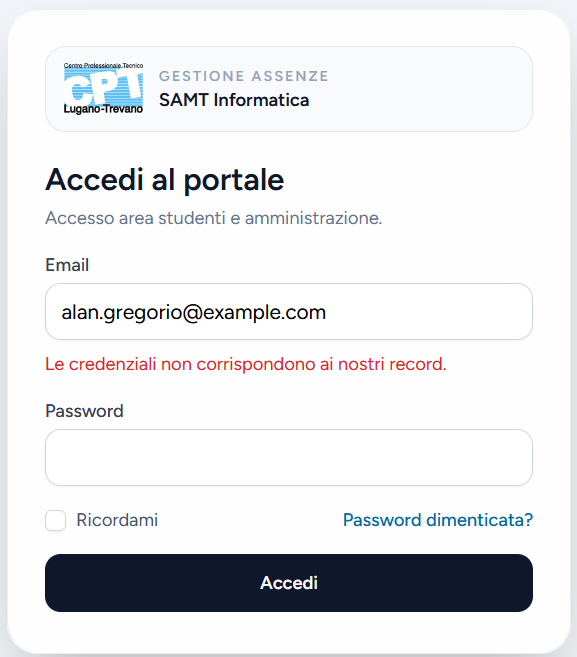 Centro Professionale Tecnico
CPT
Lugano-Trevano
GESTIONE ASSENZE
SAMT Informatica
Accedi al portale
Accesso area studenti e amministrazione.
Email
alan.gregorio@example.com
Le credenziali non corrispondono ai nostri record.
Password
Ricordami
Password dimenticata?
Accedi